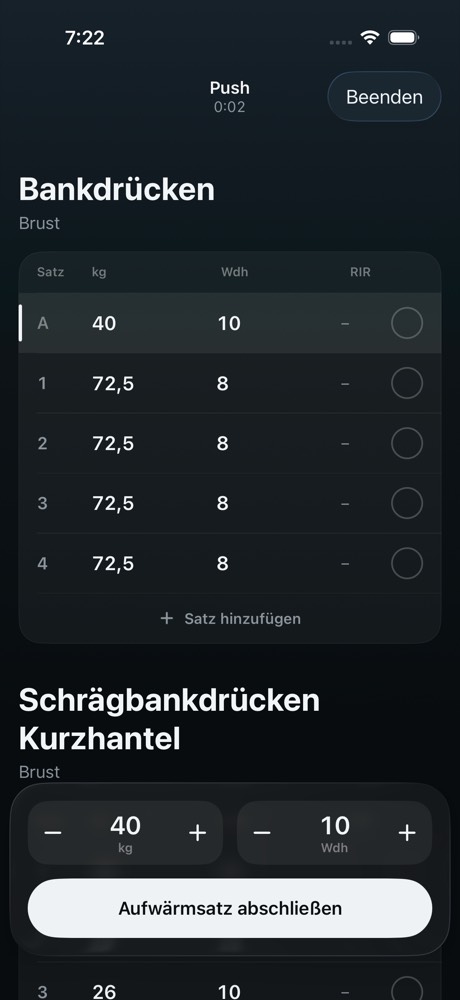 7:22
Push
0:02
Beenden
Bankdrücken
Brust
Satz kg Wdh RIR
A 40 10 –
1 72,5 8 –
2 72,5 8 –
3 72,5 8 –
4 72,5 8 –
+ Satz hinzufügen
Schrägbankdrücken
Kurzhantel
Brust
− 40 + − 10 +
kg Wdh
Aufwärmsatz abschließen
3 26 10 –